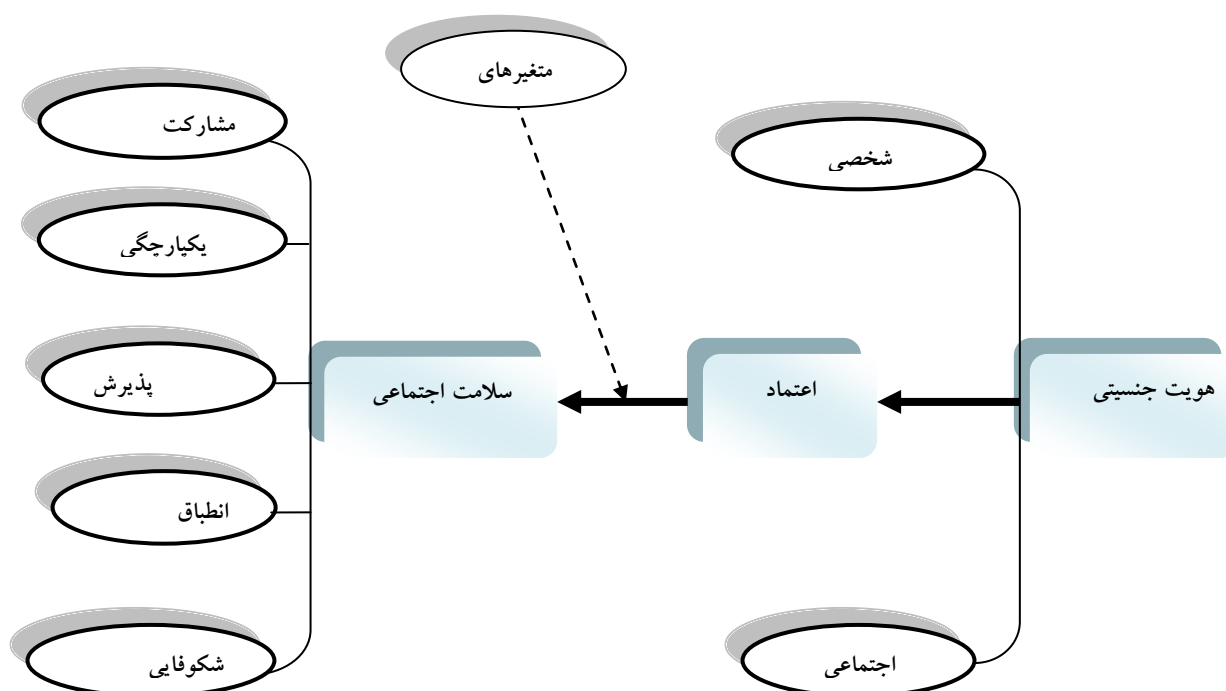 متغیرهای
مشارکت
شخصی
یکپارچگی
پذیرش
هویت جنسیتی
اعتماد
سلامت اجتماعی
انطباق
اجتماعی
شکوفایی